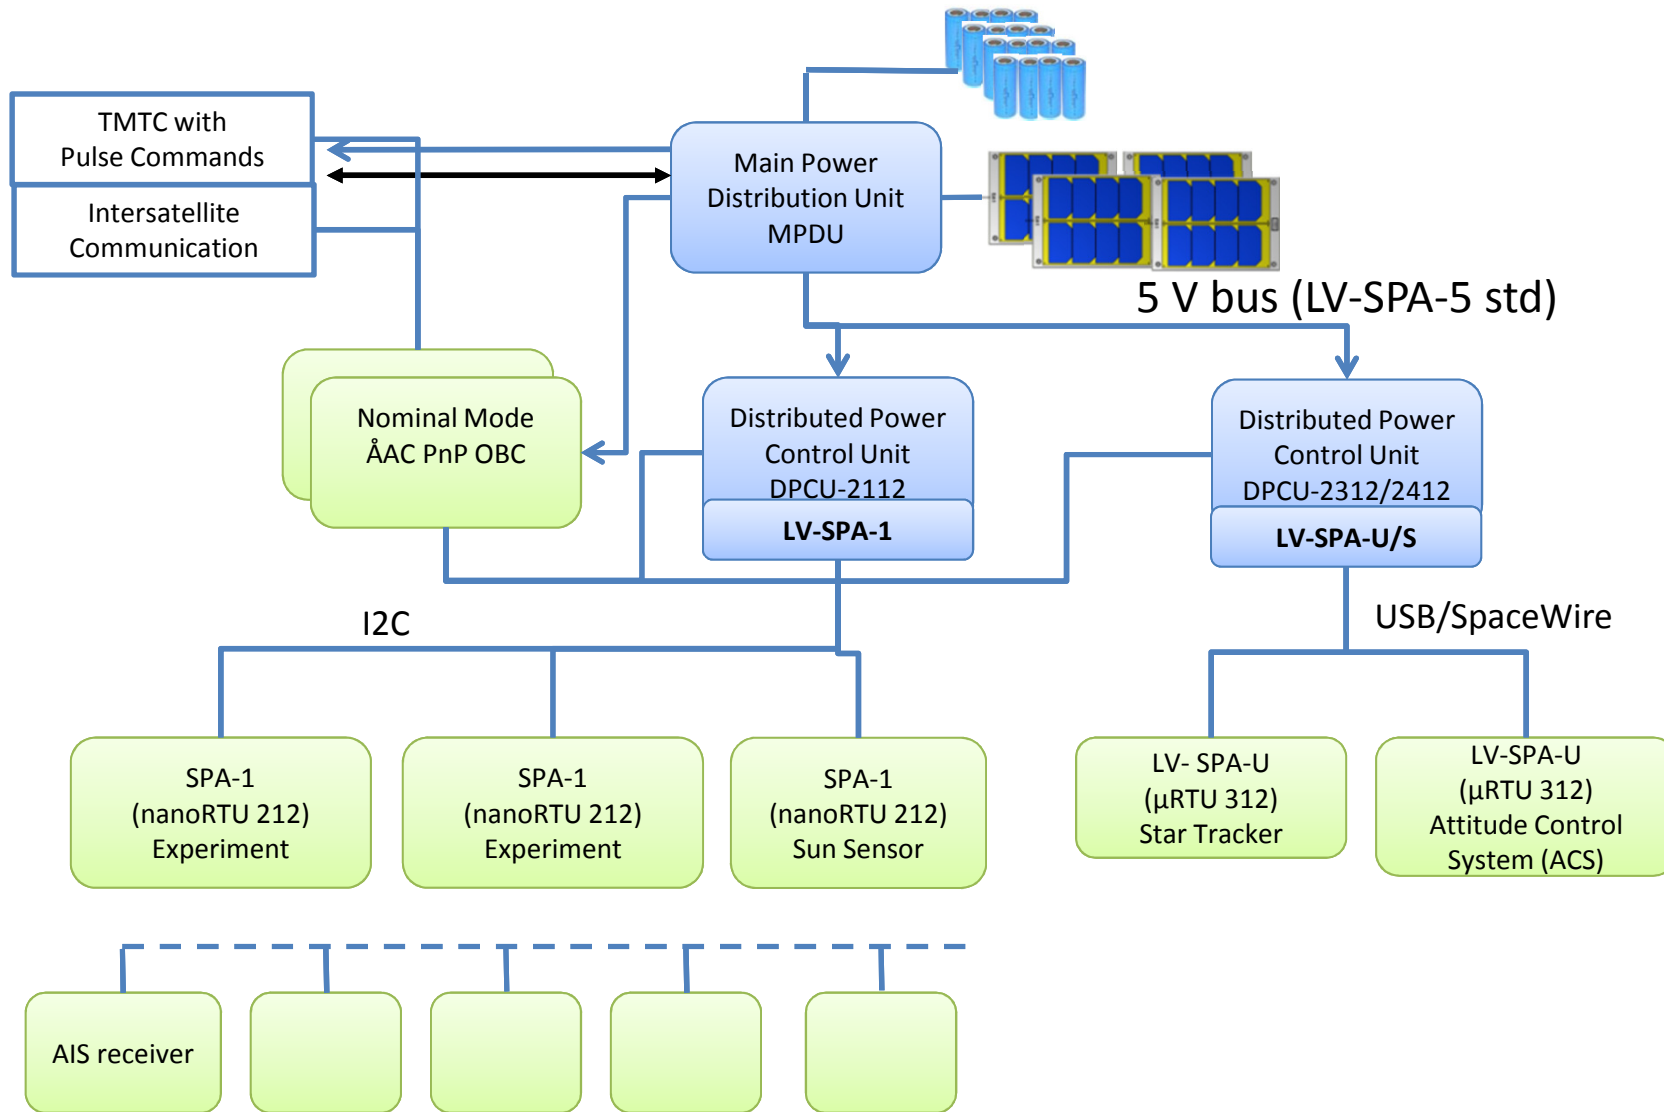 TMTC with
Pulse Commands
Intersatellite
Communication
Main Power
Distribution Unit
MPDU
5 V bus (LV-SPA-5 std)
Nominal Mode
ÅAC PnP OBC
Distributed Power
Control Unit
DPCU-2112
LV-SPA-1
Distributed Power
Control Unit
DPCU-2312/2412
LV-SPA-U/S
I2C
USB/SpaceWire
SPA-1
(nanoRTU 212)
Experiment
SPA-1
(nanoRTU 212)
Experiment
SPA-1
(nanoRTU 212)
Sun Sensor
LV- SPA-U
(µRTU 312)
Star Tracker
LV-SPA-U
(µRTU 312)
Attitude Control
System (ACS)
AIS receiver